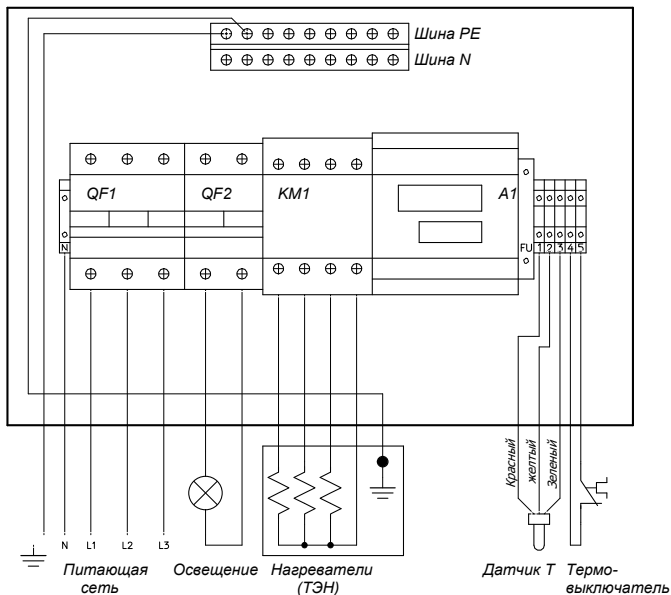 Шина PE
Шина N
QF1
QF2
KM1
A1
N
FU 1 2 3 4 5
Красный
желтый
Зеленый
N L1 L2 L3
Питающая сеть
Освещение
Нагреватели (ТЭН)
Датчик Т
Термо-
выключатель